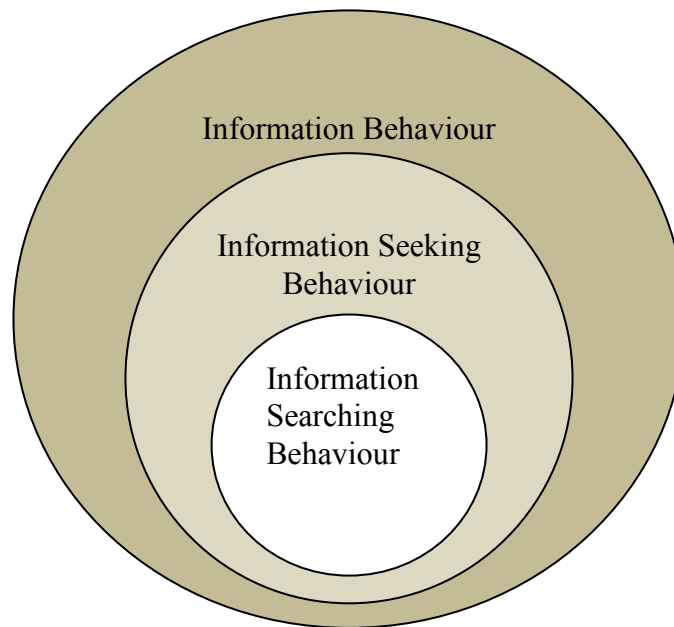 Information Behaviour
Information Seeking
Behaviour
Information
Searching
Behaviour